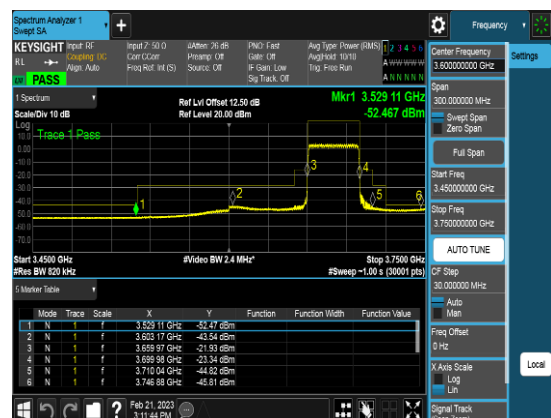 Spectrum Analyzer 1
Swept SA
+
Frequency
KEYSIGHT
RL
Input: RF
Coupling: DC
Align: Auto
Input Z: 50 Ω
Corr CCorr
Freq Ref: Int (S)
#Atten: 26 dB
Preamp: Off
Source: Off
PNO: Fast
Gate: Off
IF Gain: Low
Sig Track: Off
Avg Type: Power (RMS)
Avg|Hold: 10/10
Trig: Free Run
1 2 3 4 5 6
A W W W W W
A N N N N N
PASS
1 Spectrum
Scale/Div 10 dB
Ref Lvl Offset 12.50 dB
Ref Level 20.00 dBm
Mkr1 3.529 11 GHz
-52.467 dBm
Log
Trace 1 Pass
10.0
0.00
-10.0
-20.0
-30.0
-40.0
-50.0
-60.0
-70.0
1
2
3
4
5
6
Start 3.4500 GHz
#Res BW 820 kHz
#Video BW 2.4 MHz*
Stop 3.7500 GHz
#Sweep ~1.00 s (30001 pts)
5 Marker Table
Mode Trace Scale X Y Function Function Width Function Value
1 N 1 f 3.529 11 GHz -52.47 dBm
2 N 1 f 3.603 17 GHz -43.54 dBm
3 N 1 f 3.659 97 GHz -21.93 dBm
4 N 1 f 3.699 98 GHz -23.34 dBm
5 N 1 f 3.710 04 GHz -44.82 dBm
6 N 1 f 3.746 88 GHz -45.81 dBm
?
Feb 21, 2023
3:11:44 PM
Center Frequency
3.600000000 GHz
Span
300.000000 MHz
Swept Span
Zero Span
Full Span
Start Freq
3.450000000 GHz
Stop Freq
3.750000000 GHz
AUTO TUNE
CF Step
30.000000 MHz
Auto
Man
Freq Offset
0 Hz
X Axis Scale
Log
Lin
Signal Track
Settings
Local